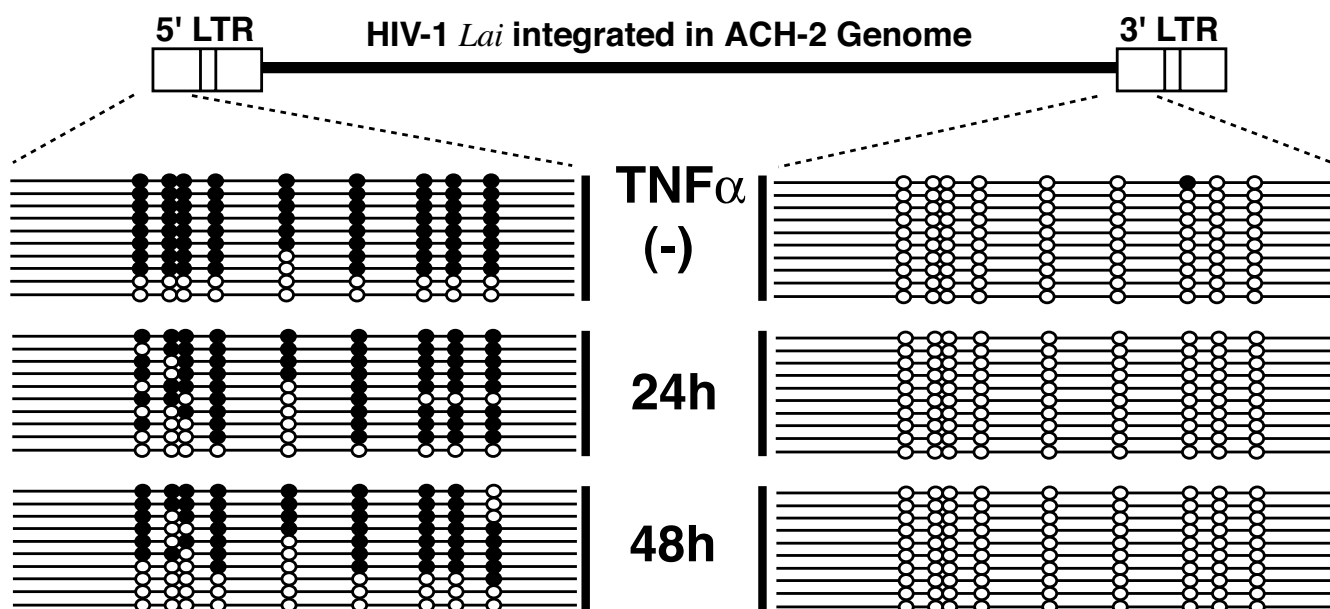 5' LTR
HIV-1 Lai integrated in ACH-2 Genome
3' LTR
TNFα
(-)
24h
48h